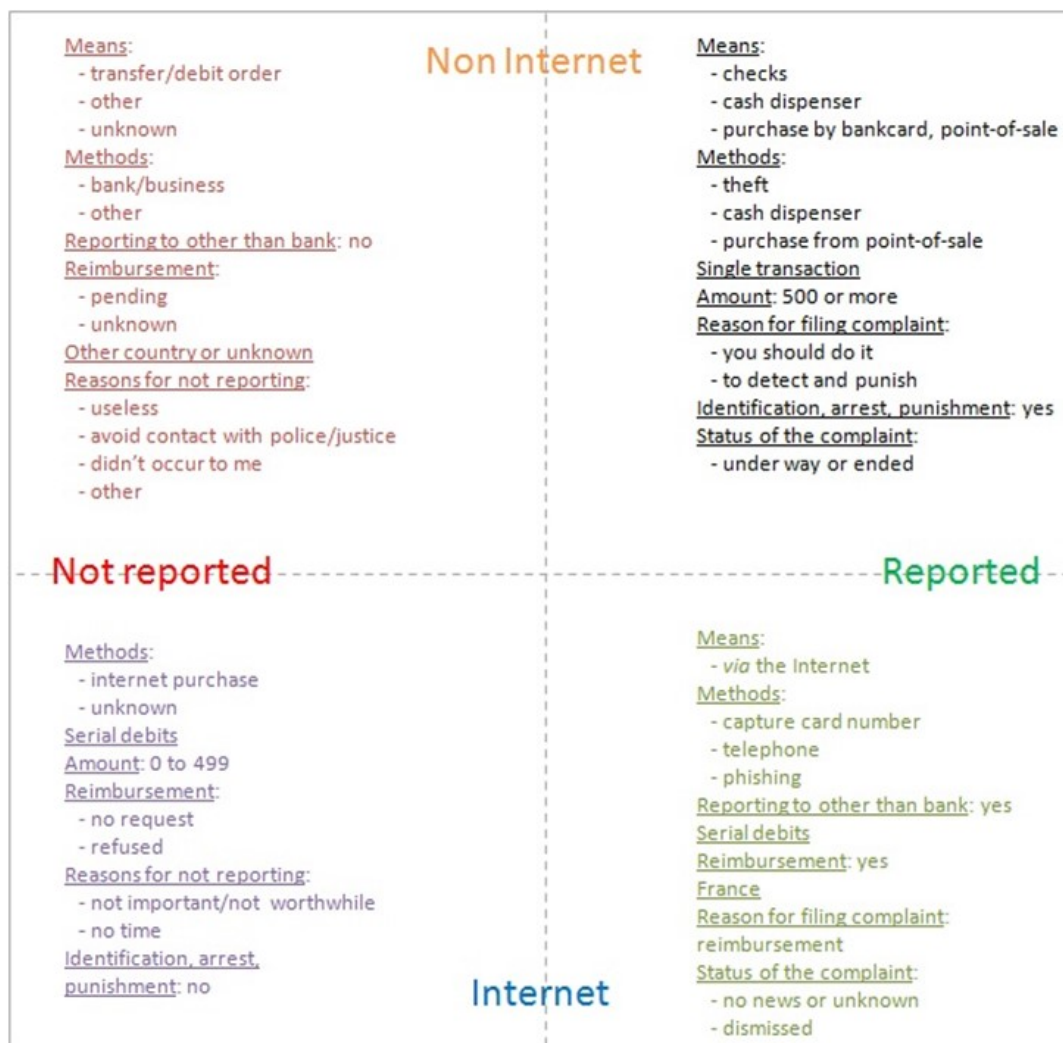 Non Internet
Means:
- transfer/debit order
- other
- unknown
Methods:
- bank/business
- other
Reporting to other than bank: no
Reimbursement:
- pending
- unknown
Other country or unknown
Reasons for not reporting:
- useless
- avoid contact with police/justice
- didn't occur to me
- other
Means:
- checks
- cash dispenser
- purchase by bankcard, point-of-sale
Methods:
- theft
- cash dispenser
- purchase from point-of-sale
Single transaction
Amount: 500 or more
Reason for filing complaint:
- you should do it
- to detect and punish
Identification, arrest, punishment: yes
Status of the complaint:
- under way or ended
Not reported
Reported
Methods:
- internet purchase
- unknown
Serial debits
Amount: 0 to 499
Reimbursement:
- no request
- refused
Reasons for not reporting:
- not important/not worthwhile
- no time
Identification, arrest,
punishment: no
Means:
- via the Internet
Methods:
- capture card number
- telephone
- phishing
Reporting to other than bank: yes
Serial debits
Reimbursement: yes
France
Reason for filing complaint:
reimbursement
Status of the complaint:
- no news or unknown
- dismissed
Internet